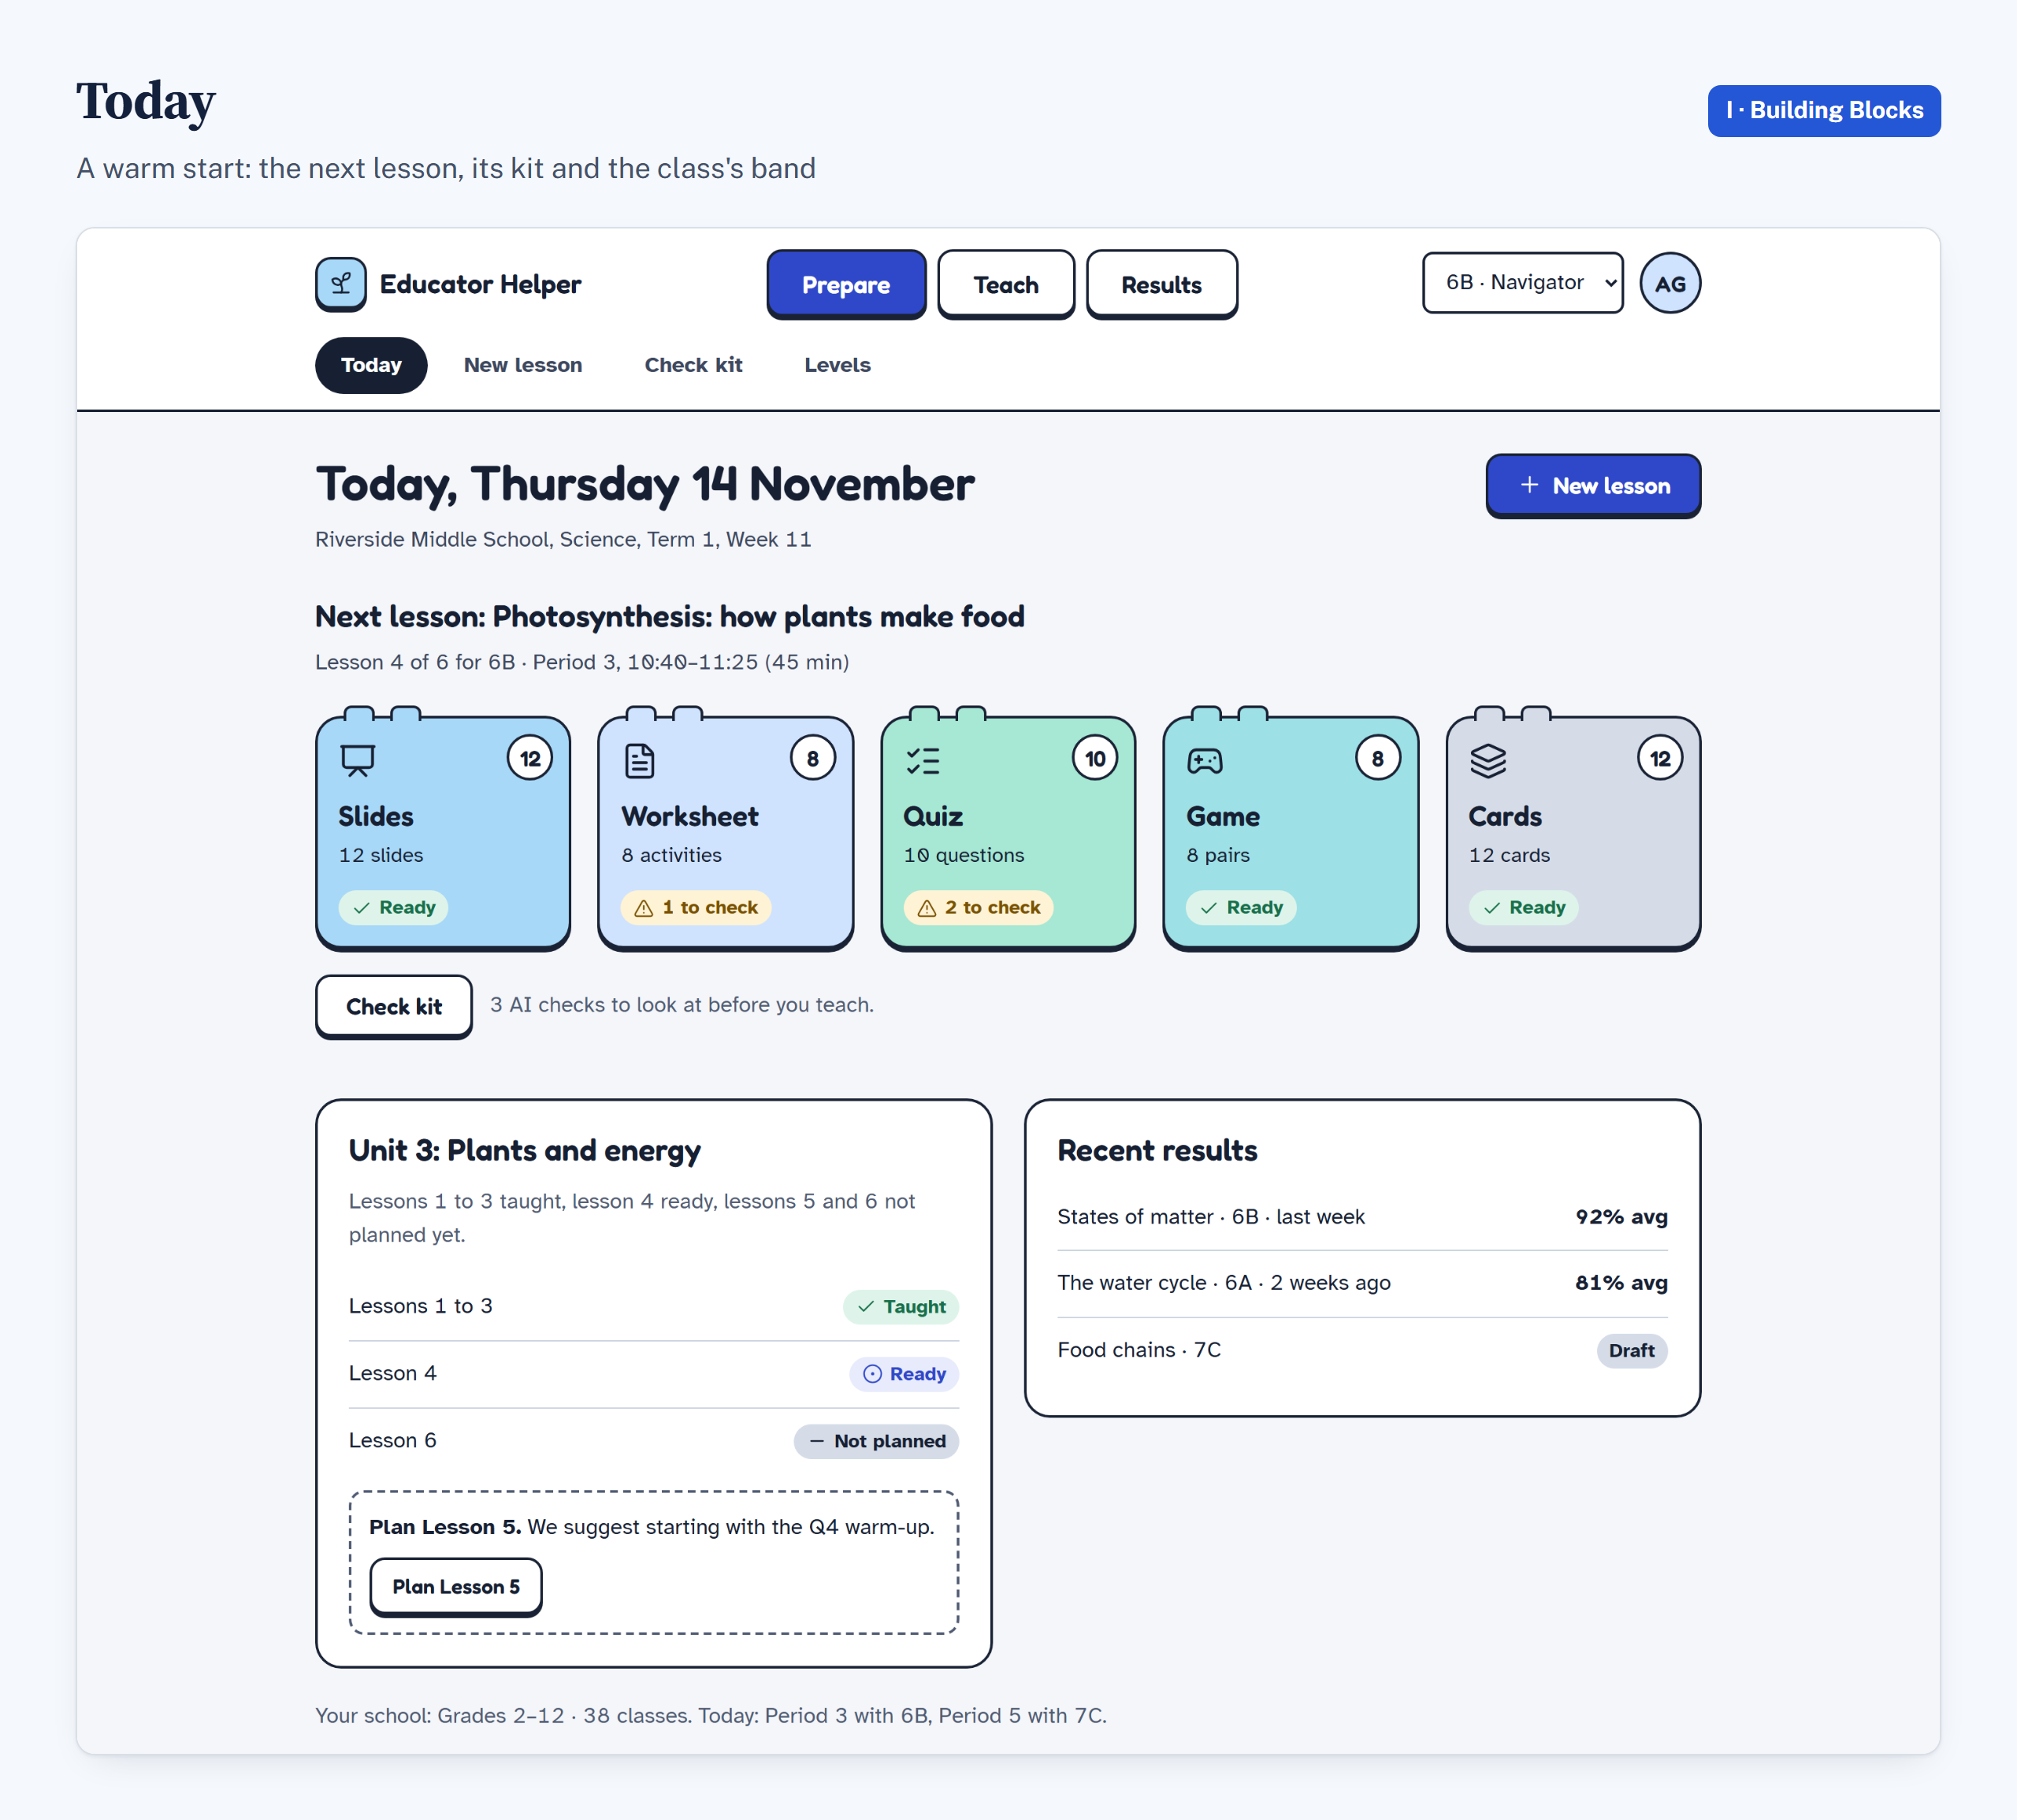 Today
I · Building Blocks
A warm start: the next lesson, its kit and the class's band
Educator Helper
Prepare
Teach
Results
6B · Navigator
AG
Today
New lesson
Check kit
Levels
Today, Thursday 14 November
+ New lesson
Riverside Middle School, Science, Term 1, Week 11
Next lesson: Photosynthesis: how plants make food
Lesson 4 of 6 for 6B · Period 3, 10:40–11:25 (45 min)
12
Slides
12 slides
Ready
8
Worksheet
8 activities
1 to check
10
Quiz
10 questions
2 to check
8
Game
8 pairs
Ready
12
Cards
12 cards
Ready
Check kit
3 AI checks to look at before you teach.
Unit 3: Plants and energy
Lessons 1 to 3 taught, lesson 4 ready, lessons 5 and 6 not
planned yet.
Lessons 1 to 3
Taught
Lesson 4
Ready
Lesson 6
Not planned
Plan Lesson 5. We suggest starting with the Q4 warm-up.
Plan Lesson 5
Recent results
States of matter · 6B · last week
92% avg
The water cycle · 6A · 2 weeks ago
81% avg
Food chains · 7C
Draft
Your school: Grades 2–12 · 38 classes. Today: Period 3 with 6B, Period 5 with 7C.